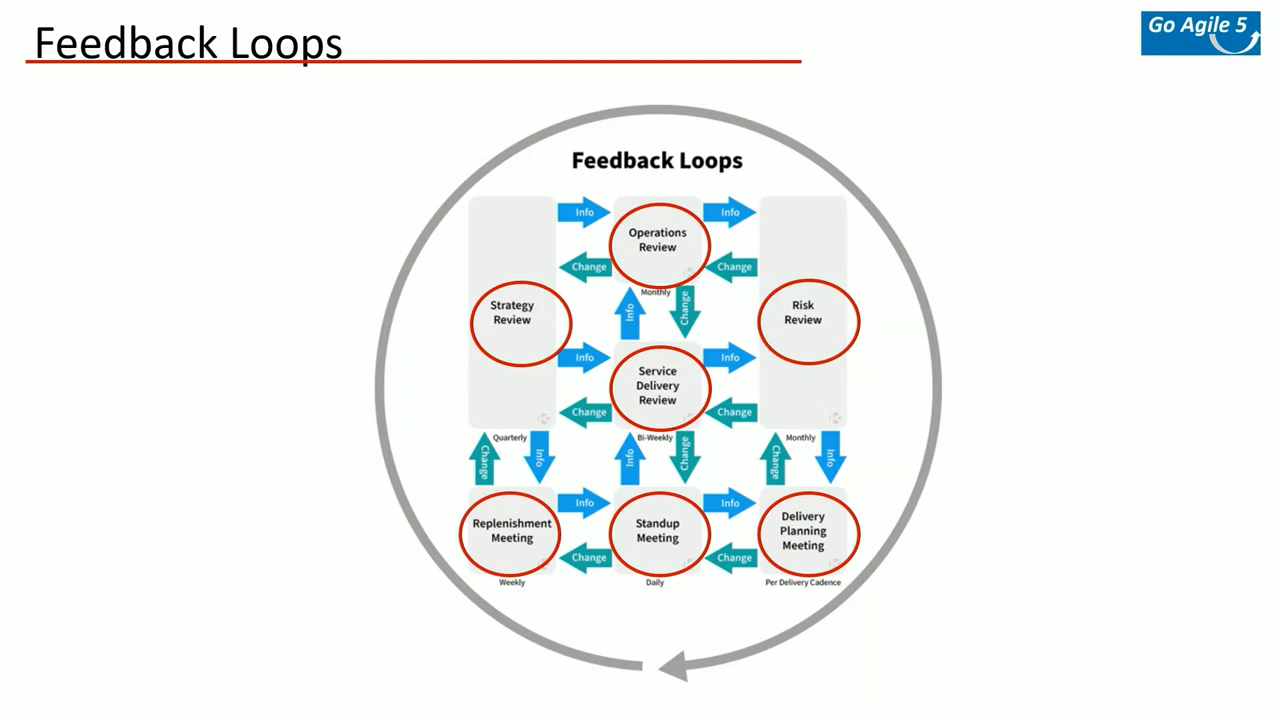 Feedback Loops
Go Agile 5
Feedback Loops
Info
Info
Operations
Review
Change
Change
Monthly
Strategy
Review
Info
Change
Risk
Review
Info
Info
Service
Delivery
Review
Change
Change
Quarterly
Bi-Weekly
Monthly
Change
Info
Info
Change
Change
Info
Info
Info
Replenishment
Meeting
Standup
Meeting
Delivery
Planning
Meeting
Change
Change
Weekly
Daily
Per Delivery Cadence